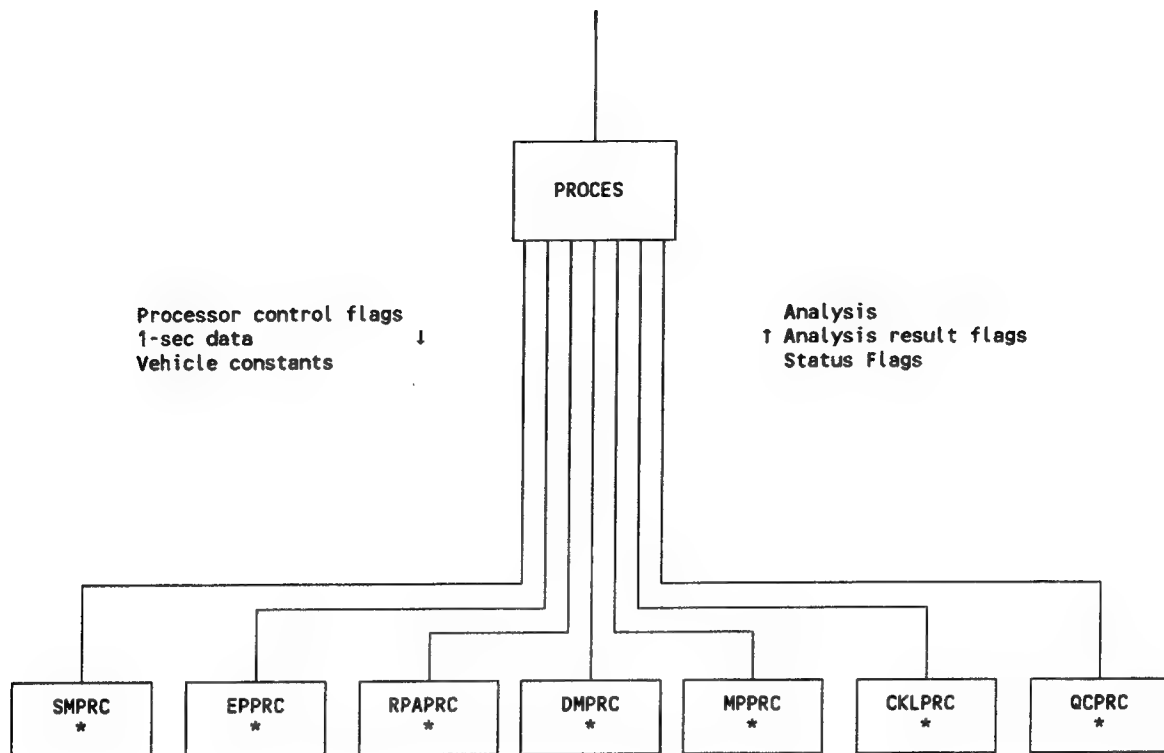 PROCES
Processor control flags
1-sec data ↓
Vehicle constants
Analysis
↑ Analysis result flags
Status Flags
SMPRC
*
EPPRC
*
RPAPRC
*
DMPRC
*
MPPRC
*
CKLPRC
*
QCPRC
*